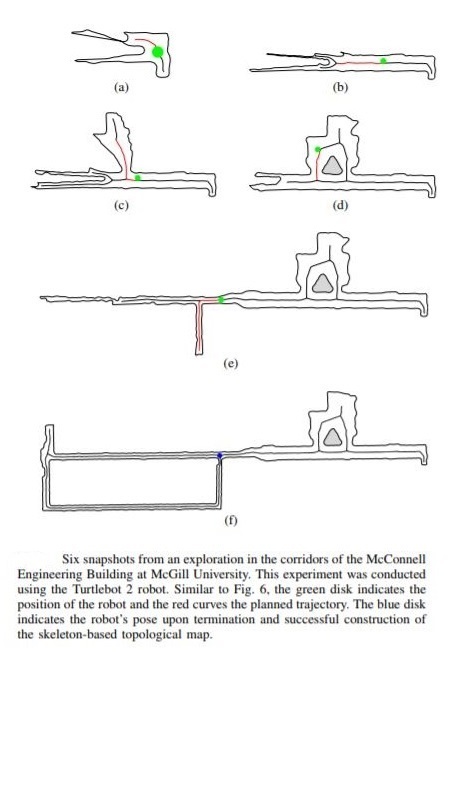 (a)
(b)
(c)
(d)
(e)
(f)
Six snapshots from an exploration in the corridors of the McConnell
Engineering Building at McGill University. This experiment was conducted
using the Turtlebot 2 robot. Similar to Fig. 6, the green disk indicates the
position of the robot and the red curves the planned trajectory. The blue disk
indicates the robot's pose upon termination and successful construction of
the skeleton-based topological map.